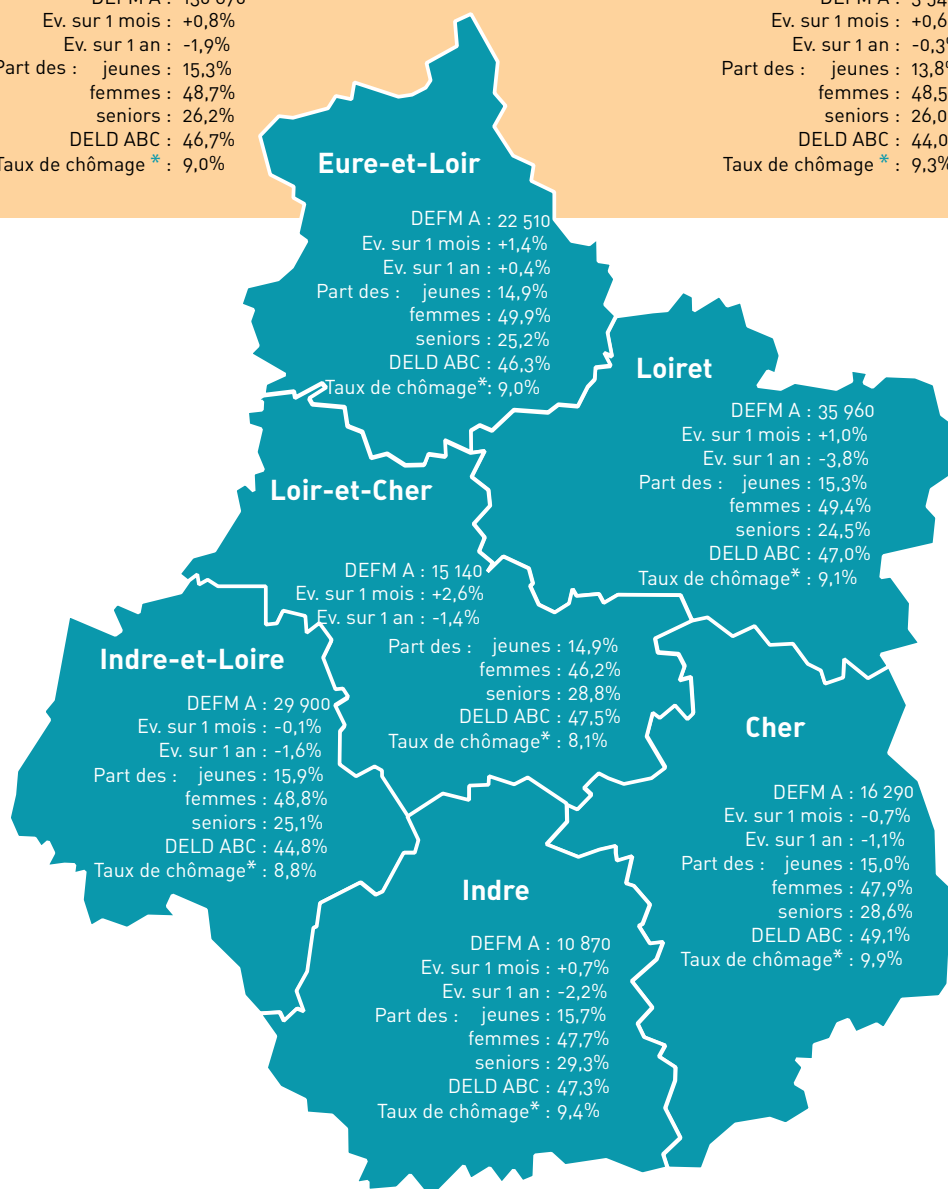 Ev. sur 1 mois : +0,8%
Ev. sur 1 an : -1,9%
Part des : jeunes : 15,3%
femmes : 48,7%
seniors : 26,2%
DELD ABC : 46,7%
Taux de chômage * : 9,0%
Ev. sur 1 mois : +0,6
Ev. sur 1 an : -0,3%
Part des : jeunes : 13,8%
femmes : 48,5
seniors : 26,0
DELD ABC : 44,0
Taux de chômage * : 9,3%
Eure-et-Loir
DEFM A : 22 510
Ev. sur 1 mois : +1,4%
Ev. sur 1 an : +0,4%
Part des : jeunes : 14,9%
femmes : 49,9%
seniors : 25,2%
DELD ABC : 46,3%
Taux de chômage* : 9,0%
Loiret
DEFM A : 35 960
Ev. sur 1 mois : +1,0%
Ev. sur 1 an : -3,8%
Part des : jeunes : 15,3%
femmes : 49,4%
seniors : 24,5%
DELD ABC : 47,0%
Taux de chômage* : 9,1%
Loir-et-Cher
DEFM A : 15 140
Ev. sur 1 mois : +2,6%
Ev. sur 1 an : -1,4%
Part des : jeunes : 14,9%
femmes : 46,2%
seniors : 28,8%
DELD ABC : 47,5%
Taux de chômage* : 8,1%
Indre-et-Loire
DEFM A : 29 900
Ev. sur 1 mois : -0,1%
Ev. sur 1 an : -1,6%
Part des : jeunes : 15,9%
femmes : 48,8%
seniors : 25,1%
DELD ABC : 44,8%
Taux de chômage* : 8,8%
Cher
DEFM A : 16 290
Ev. sur 1 mois : -0,7%
Ev. sur 1 an : -1,1%
Part des : jeunes : 15,0%
femmes : 47,9%
seniors : 28,6%
DELD ABC : 49,1%
Taux de chômage* : 9,9%
Indre
DEFM A : 10 870
Ev. sur 1 mois : +0,7%
Ev. sur 1 an : -2,2%
Part des : jeunes : 15,7%
femmes : 47,7%
seniors : 29,3%
DELD ABC : 47,3%
Taux de chômage* : 9,4%